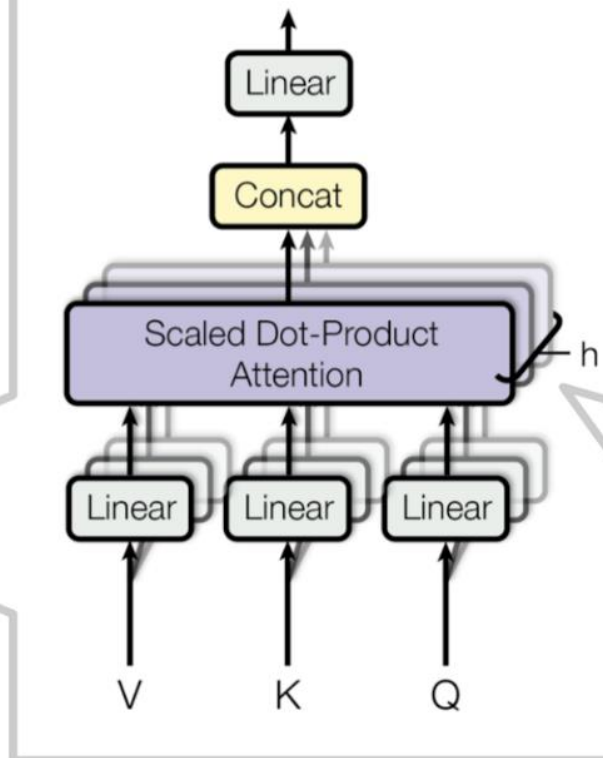 Linear
Concat
Scaled Dot-Product
Attention
h
Linear
Linear
Linear
V
K
Q